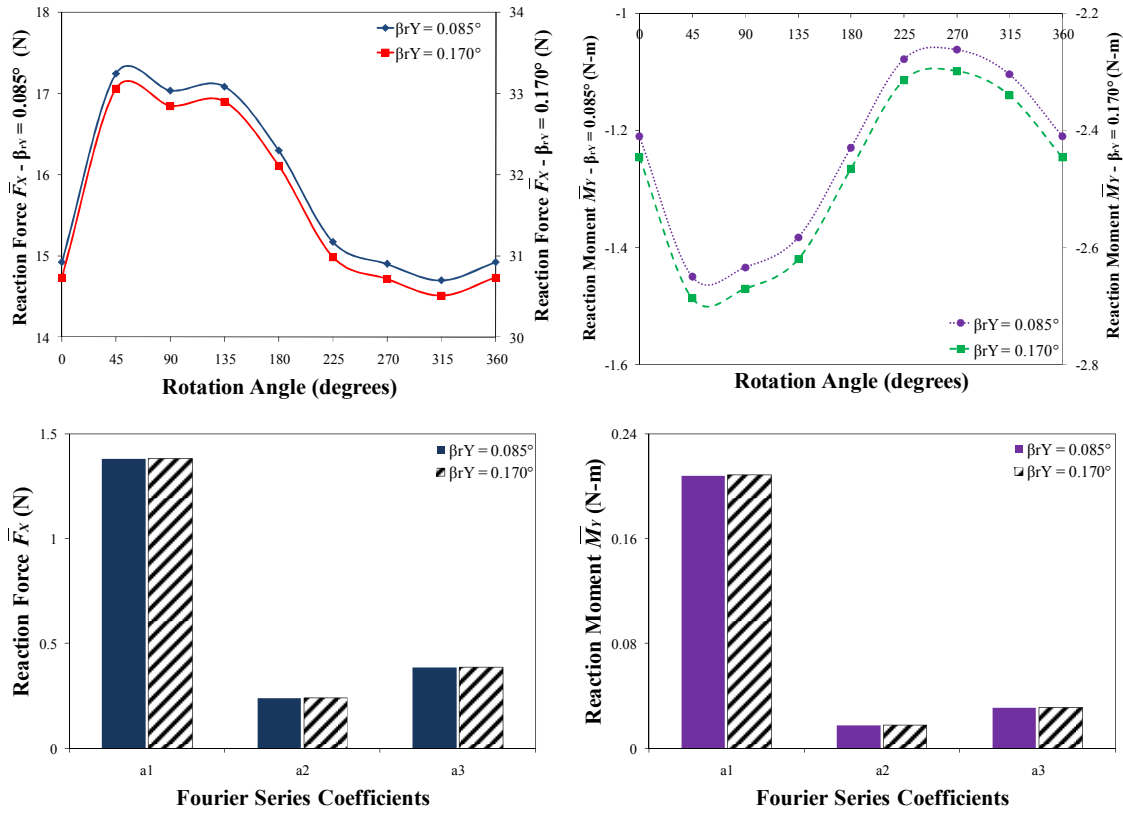 Reaction Force F̅X - βrY = 0.085° (N)
18
17
16
15
14
βrY = 0.085°
βrY = 0.170°
34
33
32
31
30
Reaction Force F̅X - βrY = 0.170° (N)
0 45 90 135 180 225 270 315 360
Rotation Angle (degrees)
Reaction Moment M̅Y - βrY = 0.085° (N-m)
-1
-1.2
-1.4
-1.6
0 45 90 135 180 225 270 315 360
βrY = 0.085°
βrY = 0.170°
-2.2
-2.4
-2.6
-2.8
Reaction Moment M̅Y - βrY = 0.170° (N-m)
Rotation Angle (degrees)
Reaction Force F̅X (N)
1.5
1
0.5
0
βrY = 0.085°
βrY = 0.170°
a1 a2 a3
Fourier Series Coefficients
Reaction Moment M̅Y (N-m)
0.24
0.16
0.08
0
βrY = 0.085°
βrY = 0.170°
a1 a2 a3
Fourier Series Coefficients